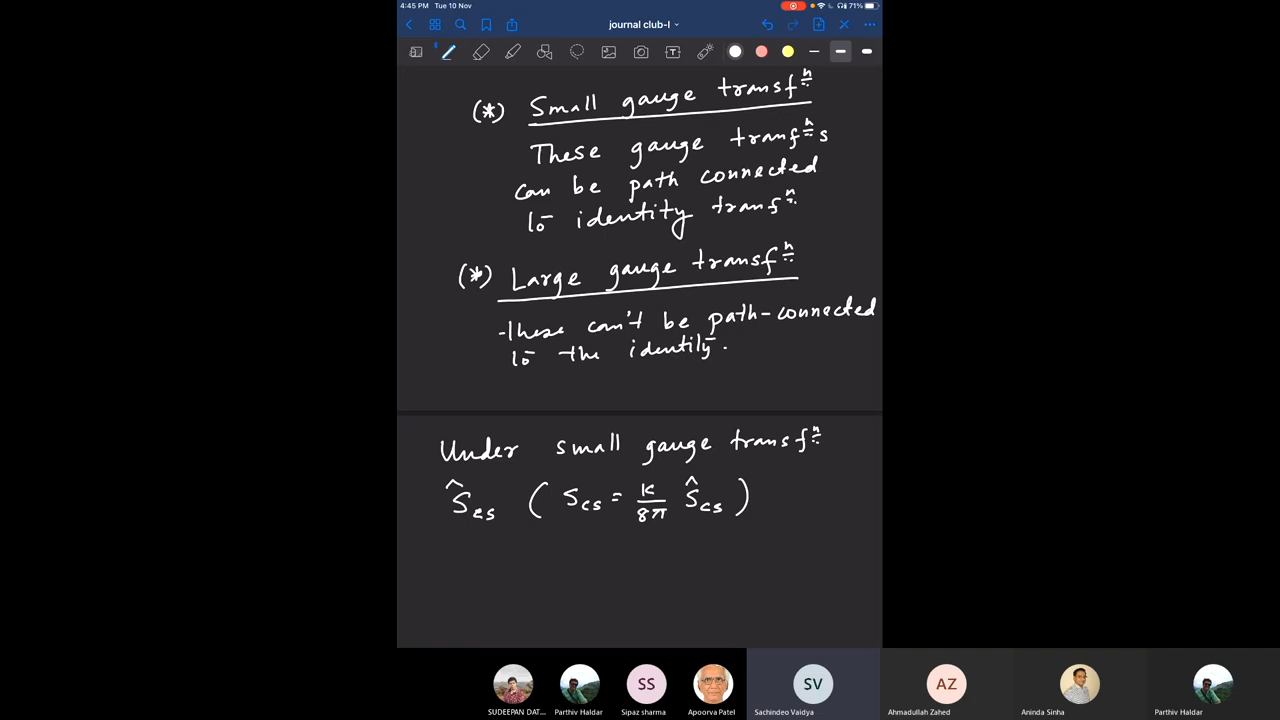 4:45 PM Tue 10 Nov
71%
journal club-I
(*) Small gauge transfⁿ
These gauge tranfⁿs
can be path connected
to identity transfⁿ.
(*) Large gauge transfⁿ
These can't be path-connected
to the identity.
Under small gauge transfⁿ
Ŝcs ( Scs = k/8π Ŝcs )
SS SV AZ
SUDEEPAN DAT... Parthiv Haldar Sipaz sharma Apoorva Patel Sachindeo Vaidya Ahmadullah Zahed Aninda Sinha Parthiv Haldar